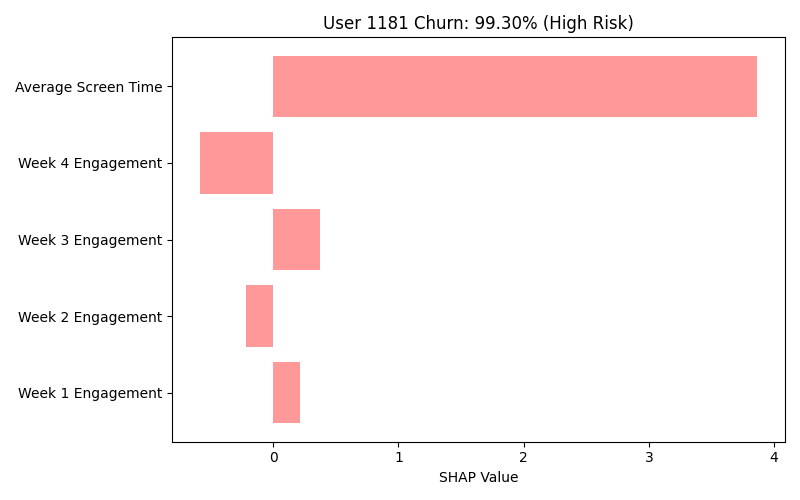 User 1181 Churn: 99.30% (High Risk)
Average Screen Time
Week 4 Engagement
Week 3 Engagement
Week 2 Engagement
Week 1 Engagement
0 1 2 3 4
SHAP Value